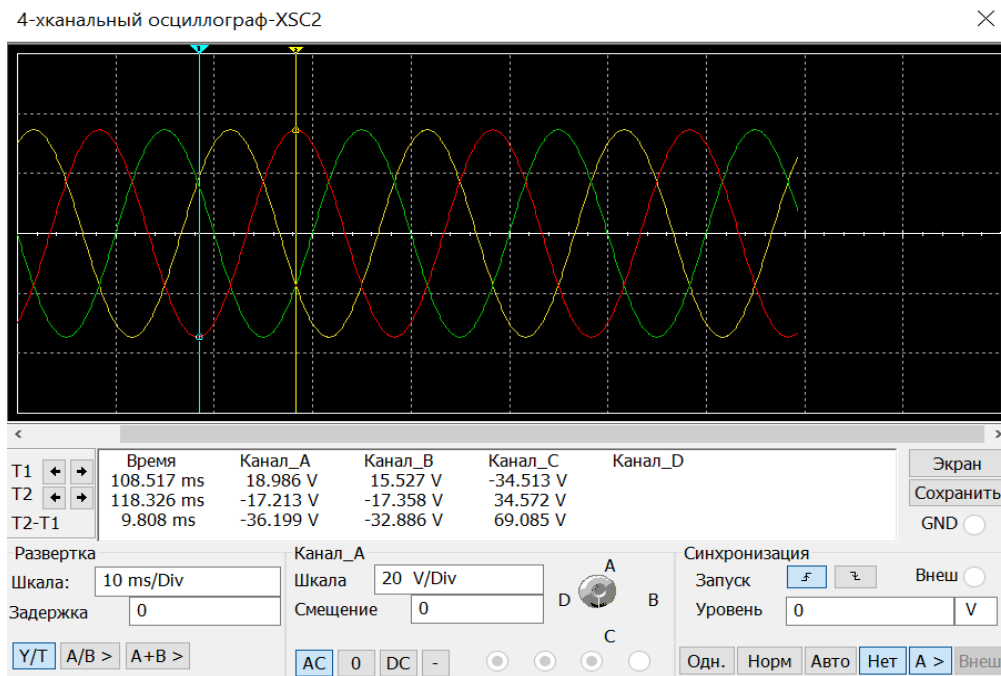 4-хканальный осциллограф-XSC2
1 2
Время Канал_A Канал_B Канал_C Канал_D
T1 108.517 ms 18.986 V 15.527 V -34.513 V
T2 118.326 ms -17.213 V -17.358 V 34.572 V
T2-T1 9.808 ms -36.199 V -32.886 V 69.085 V
Экран
Сохранить
GND
Развертка
Шкала: 10 ms/Div
Задержка 0
Y/T A/B > A+B >
Канал_A
Шкала 20 V/Div
Смещение 0
AC 0 DC -
A
D B
C
Синхронизация
Запуск Внеш
Уровень 0 V
Одн. Норм Авто Нет A > Внеш